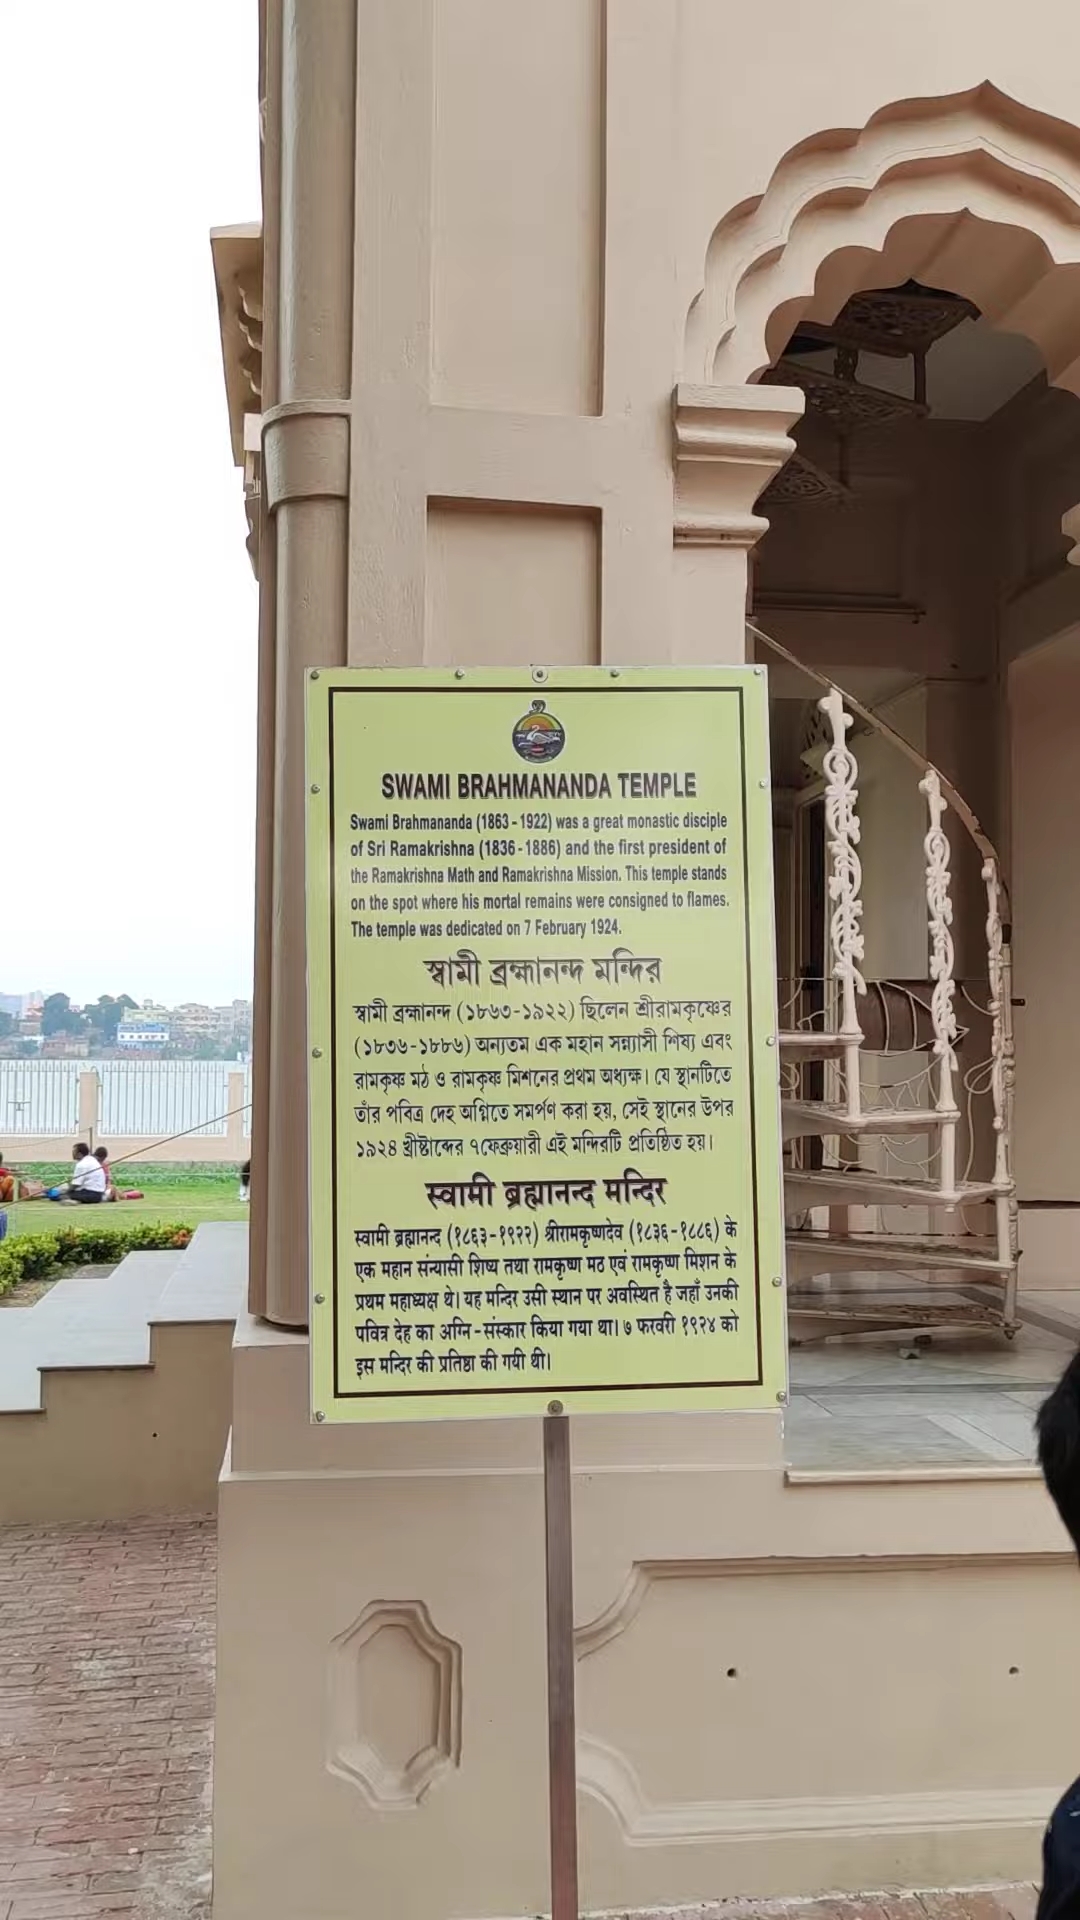 SWAMI BRAHMANANDA TEMPLE
Swami Brahmananda (1863 - 1922) was a great monastic disciple
of Sri Ramakrishna (1836 - 1886) and the first president of
the Ramakrishna Math and Ramakrishna Mission. This temple stands
on the spot where his mortal remains were consigned to flames.
The temple was dedicated on 7 February 1924.
স্বামী ব্রহ্মানন্দ মন্দির
স্বামী ব্রহ্মানন্দ (১৮৬৩-১৯২২) ছিলেন শ্রীরামকৃষ্ণের
(১৮৩৬-১৮৮৬) অন্যতম এক মহান সন্ন্যাসী শিষ্য এবং
রামকৃষ্ণ মঠ ও রামকৃষ্ণ মিশনের প্রথম অধ্যক্ষ। যে স্থানটিতে
তাঁর পবিত্র দেহ অগ্নিতে সমর্পণ করা হয়, সেই স্থানের উপর
১৯২৪ খ্রীষ্টাব্দের ৭ফেব্রুয়ারী এই মন্দিরটি প্রতিষ্ঠিত হয়।
स्वामी ब्रह्मानन्द मन्दिर
स्वामी ब्रह्मानन्द (१८६३-१९२२) श्रीरामकृष्णदेव (१८३६-१८८६) के
एक महान संन्यासी शिष्य तथा रामकृष्ण मठ एवं रामकृष्ण मिशन के
प्रथम महाध्यक्ष थे। यह मन्दिर उसी स्थान पर अवस्थित है जहाँ उनकी
पवित्र देह का अग्नि-संस्कार किया गया था। ७ फरवरी १९२४ को
इस मन्दिर की प्रतिष्ठा की गयी थी।